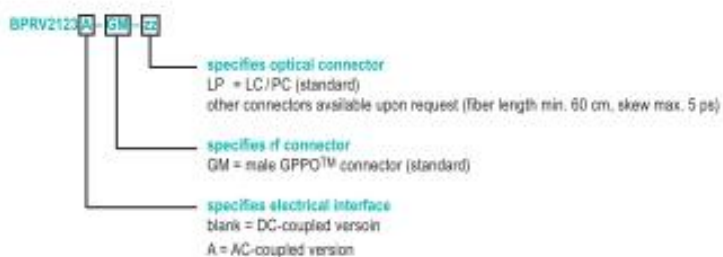 BPRV2123A-GM-zz
specifies optical connector
LP = LC/PC (standard)
other connectors available upon request (fiber length min. 60 cm, skew max. 5 ps)
specifies rf connector
GM = male GPPO™ connector (standard)
specifies electrical interface
blank = DC-coupled versoin
A = AC-coupled version